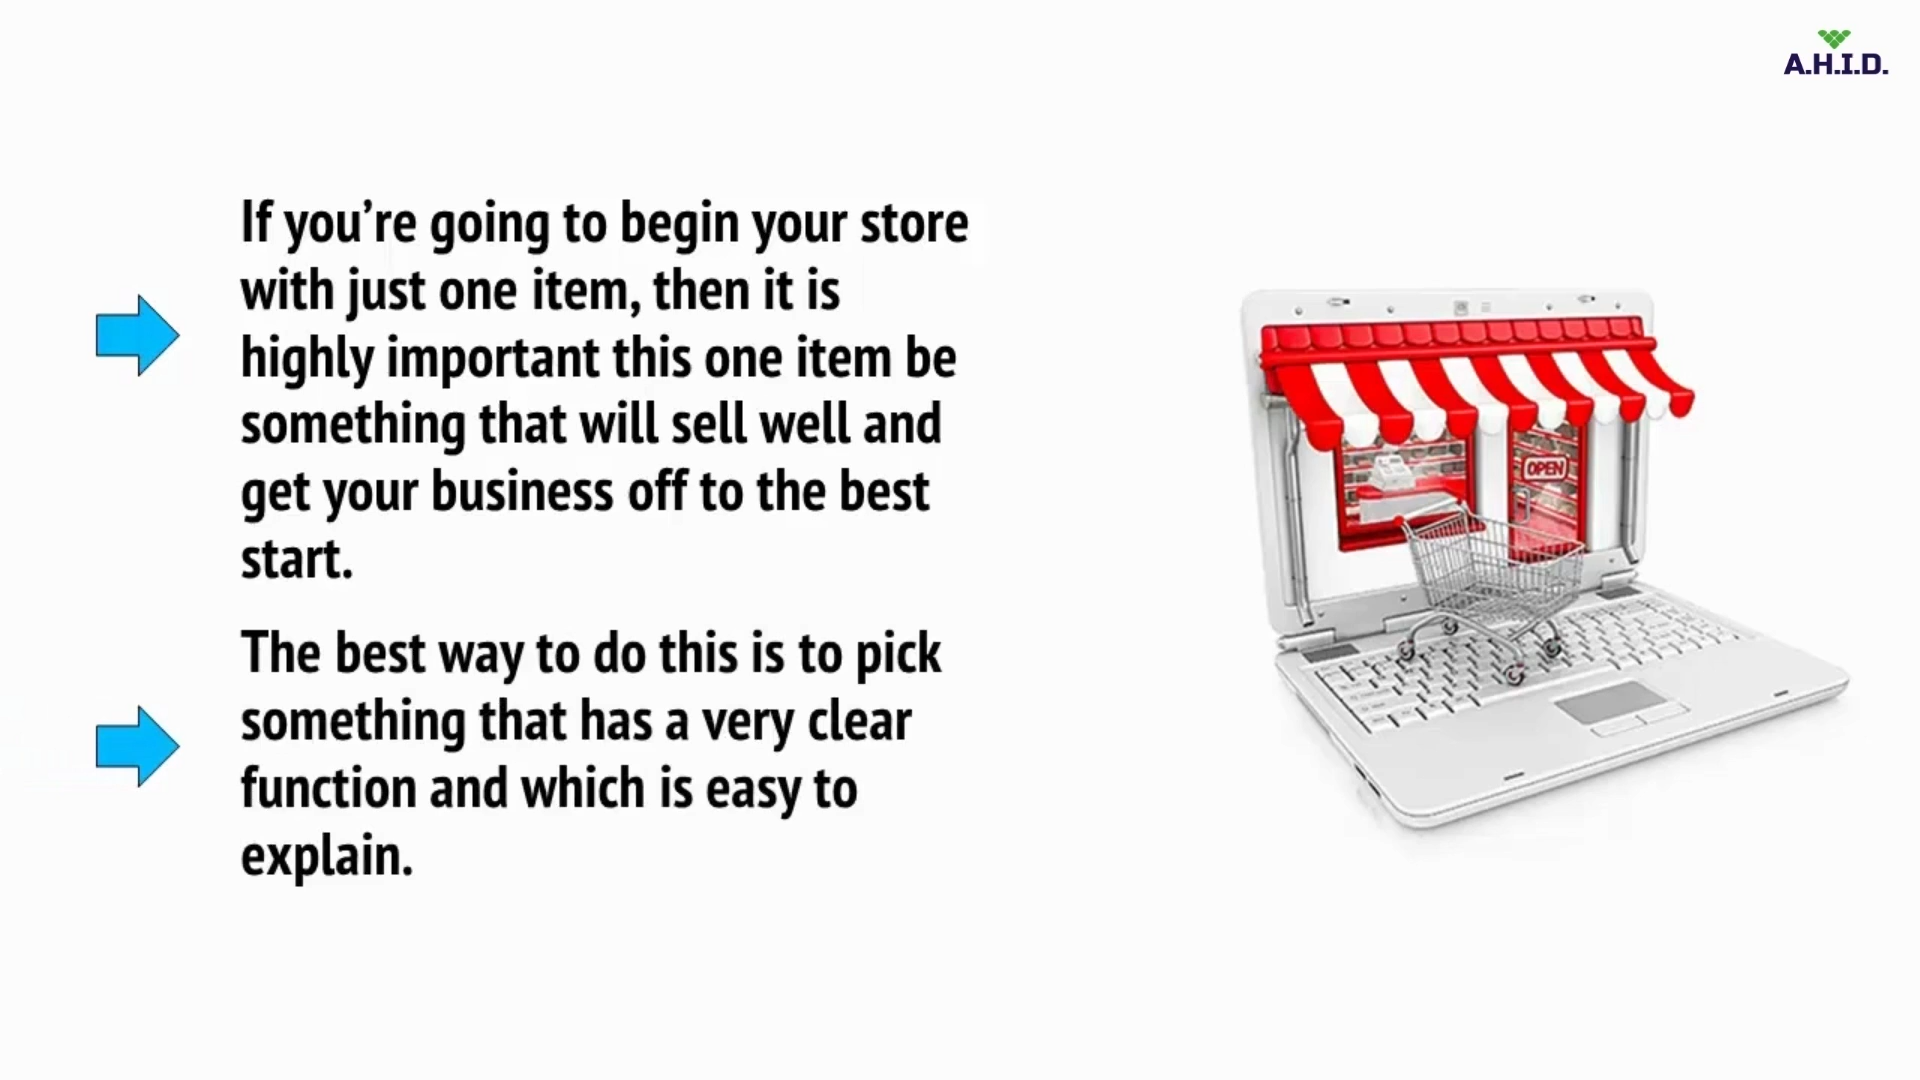 A.H.I.D.
If you’re going to begin your store
with just one item, then it is
highly important this one item be
something that will sell well and
get your business off to the best
start.
The best way to do this is to pick
something that has a very clear
function and which is easy to
explain.
OPEN